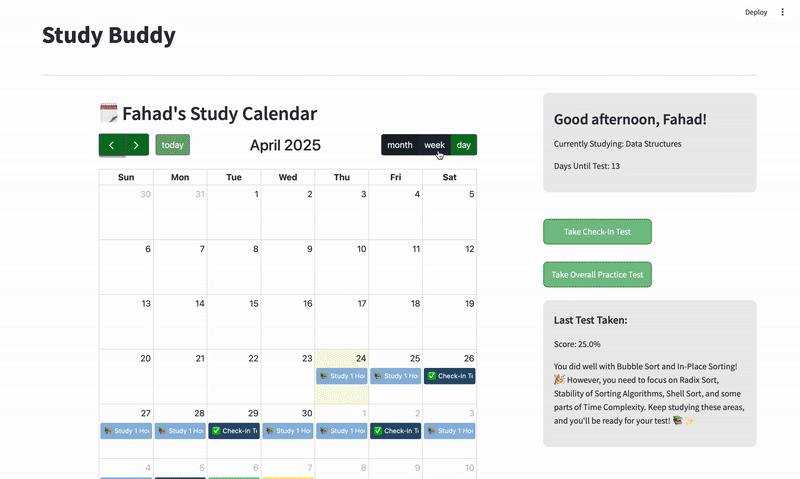 Deploy
Study Buddy
Fahad's Study Calendar
today
April 2025
month week day
Sun Mon Tue Wed Thu Fri Sat
30 31 1 2 3 4 5
6 7 8 9 10 11 12
13 14 15 16 17 18 19
20 21 22 23 24 25 26
Study 1 Ho Study 1 Ho Check-In Te
27 28 29 30 1 2 3
Study 1 Ho Study 1 Ho Check-In Te Study 1 Ho Study 1 Ho Check-In Te Study 1 Ho
4 5 6 7 8 9 10
Good afternoon, Fahad!
Currently Studying: Data Structures
Days Until Test: 13
Take Check-In Test
Take Overall Practice Test
Last Test Taken:
Score: 25.0%
You did well with Bubble Sort and In-Place Sorting!
🎉 However, you need to focus on Radix Sort,
Stability of Sorting Algorithms, Shell Sort, and some
parts of Time Complexity. Keep studying these areas,
and you'll be ready for your test! 📚 ✨